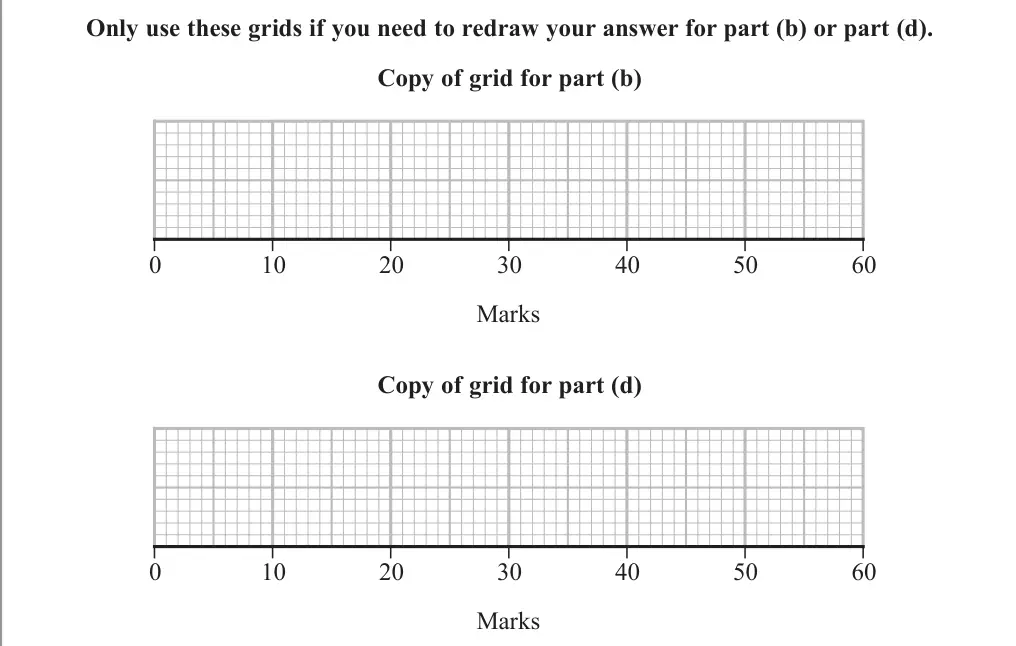 Only use these grids if you need to redraw your answer for part (b) or part (d).
Copy of grid for part (b)
0 10 20 30 40 50 60
Marks
Copy of grid for part (d)
0 10 20 30 40 50 60
Marks